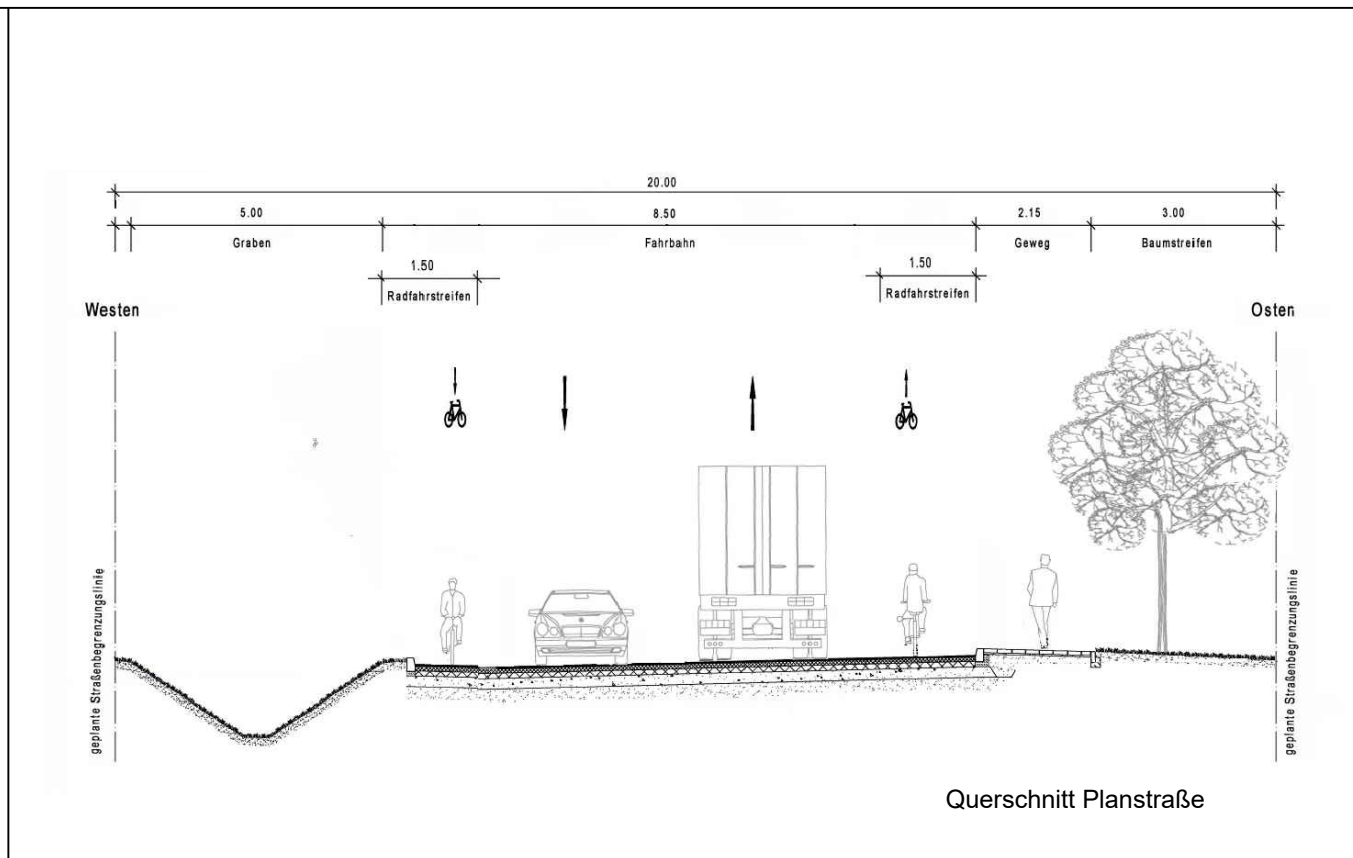 20.00
5.00
8.50
2.15
3.00
Graben
Fahrbahn
Geweg
Baumstreifen
1.50
1.50
Radfahrstreifen
Radfahrstreifen
Westen
Osten
geplante Straßenbegrenzungslinie
geplante Straßenbegrenzungslinie
Querschnitt Planstraße